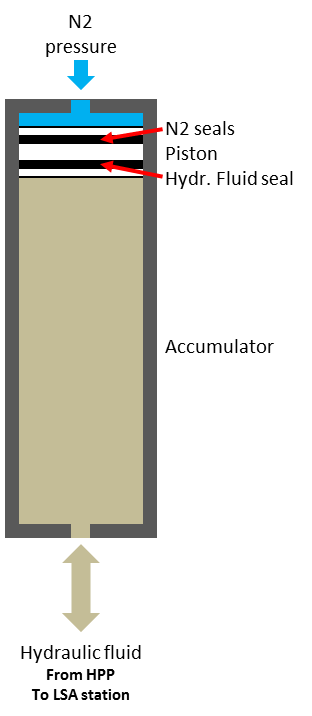 N2
pressure
N2 seals
Piston
Hydr. Fluid seal
Accumulator
Hydraulic fluid
From HPP
To LSA station